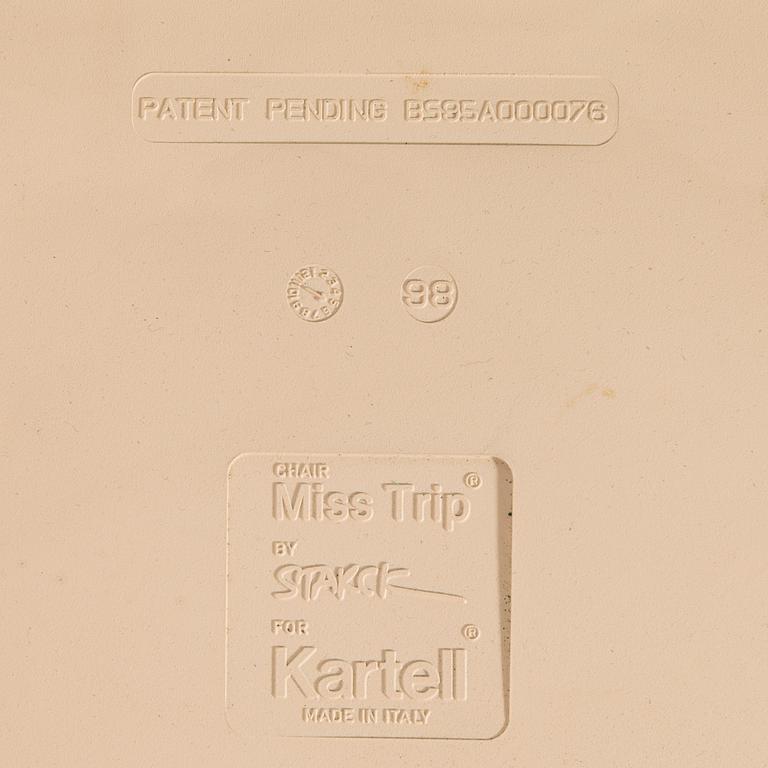 PATENT PENDING BS95A000076
98
CHAIR
Miss Trip®
BY
STARCK
FOR
Kartell®
MADE IN ITALY